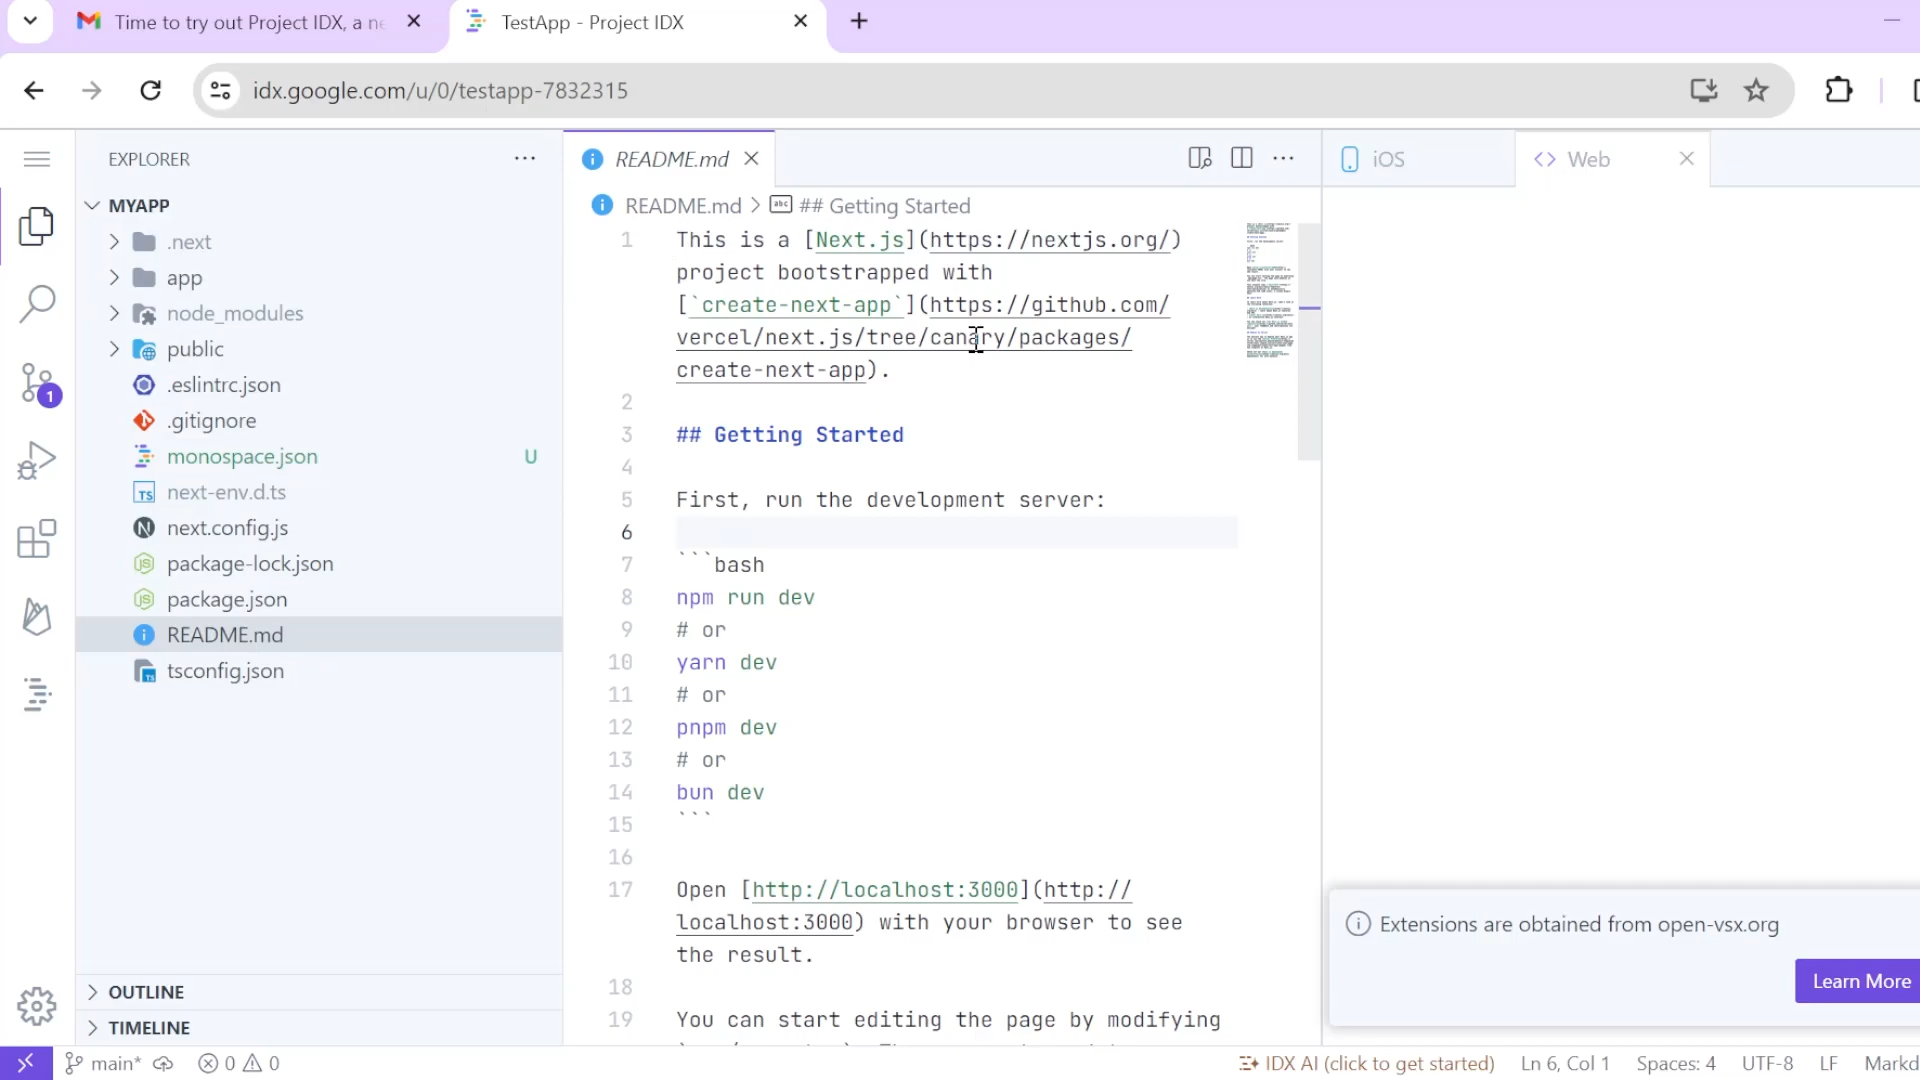 Time to try out Project IDX, a ne
TestApp - Project IDX
idx.google.com/u/0/testapp-7832315
EXPLORER
MYAPP
.next
app
node_modules
public
.eslintrc.json
.gitignore
monospace.json U
next-env.d.ts
next.config.js
package-lock.json
package.json
README.md
tsconfig.json
OUTLINE
TIMELINE
1
README.md
README.md > ## Getting Started
1 This is a [Next.js](https://nextjs.org/)
project bootstrapped with
[`create-next-app`](https://github.com/
vercel/next.js/tree/canary/packages/
create-next-app).
2
3 ## Getting Started
4
5 First, run the development server:
6
7 ```bash
8 npm run dev
9 # or
10 yarn dev
11 # or
12 pnpm dev
13 # or
14 bun dev
15 ```
16
17 Open [http://localhost:3000](http://
localhost:3000) with your browser to see
the result.
18
19 You can start editing the page by modifying
iOS
Web
Extensions are obtained from open-vsx.org
Learn More
main* 0 0
IDX AI (click to get started) Ln 6, Col 1 Spaces: 4 UTF-8 LF Markd